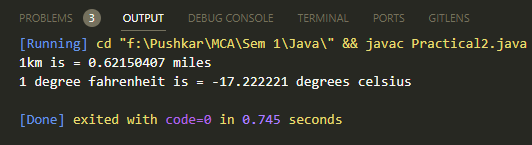 PROBLEMS 3 OUTPUT DEBUG CONSOLE TERMINAL PORTS GITLENS
[Running] cd "f:\Pushkar\MCA\Sem 1\Java\" && javac Practical2.java
1km is = 0.62150407 miles
1 degree fahrenheit is = -17.222221 degrees celsius
[Done] exited with code=0 in 0.745 seconds